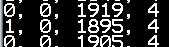 0, 0, 1919, 4
1, 0, 1895, 4
0, 0, 1905, 4